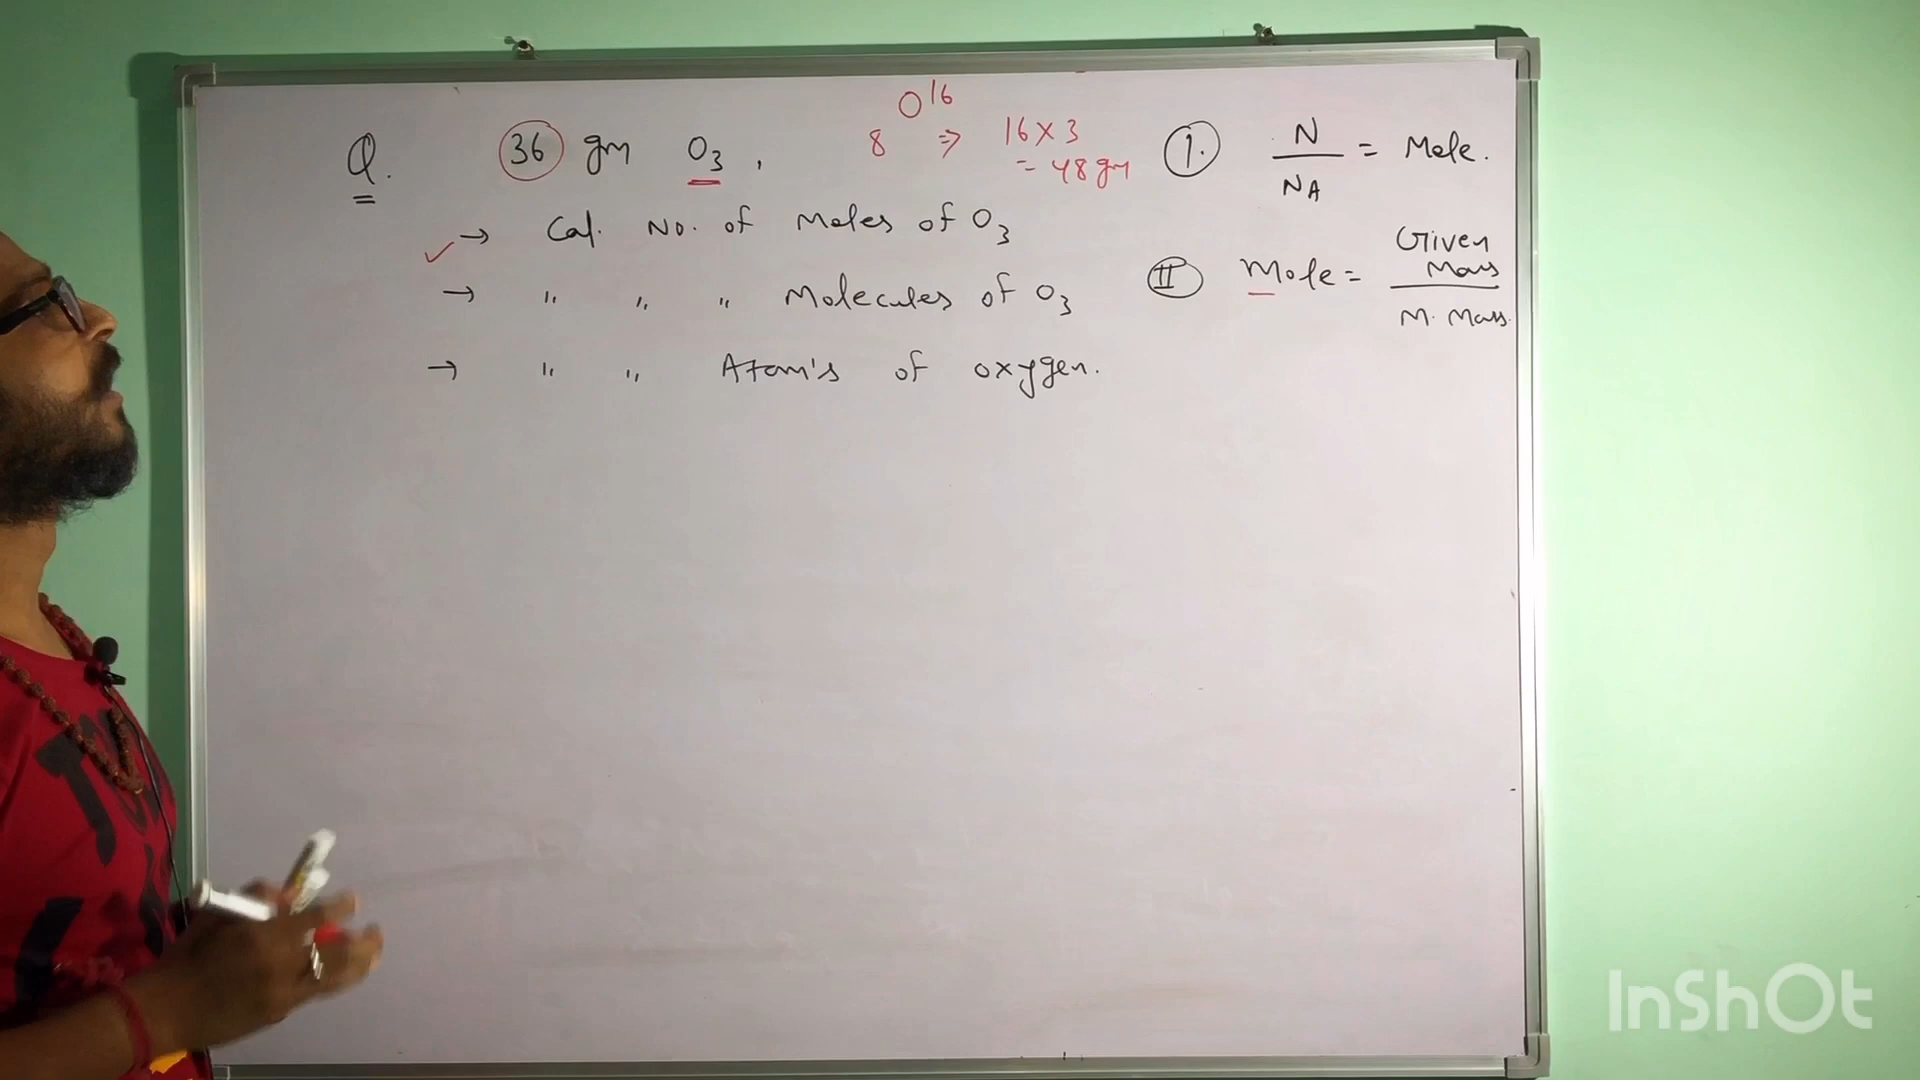 Q. 36 gm O3,
8 O 16 => 16 x 3
= 48 gm
✓ → Cal. No. of Moles of O3
→ " " " Molecules of O3
→ " " Atom's of oxygen.
1. N/NA = Mole.
II Mole = Given Mass / M. Mass.
InShOt